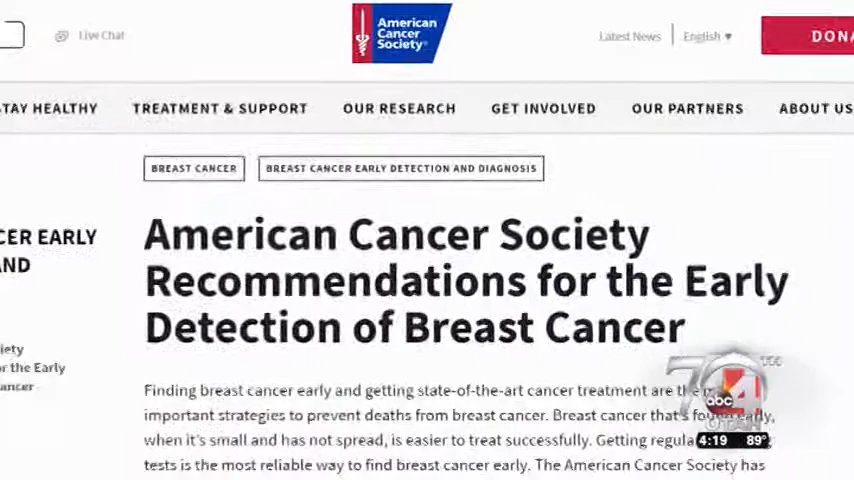 Live Chat
American
Cancer
Society®
Latest News
English
STAY HEALTHY
TREATMENT & SUPPORT
OUR RESEARCH
GET INVOLVED
OUR PARTNERS
ABOUT US
BREAST CANCER
BREAST CANCER EARLY DETECTION AND DIAGNOSIS
CER EARLY
AND
iety
or the Early
ancer
American Cancer Society
Recommendations for the Early
Detection of Breast Cancer
Finding breast cancer early and getting state-of-the-art cancer treatment are the
important strategies to prevent deaths from breast cancer. Breast cancer that's found early,
when it's small and has not spread, is easier to treat successfully. Getting regular
tests is the most reliable way to find breast cancer early. The American Cancer Society has
70TH
abc 4
UTAH
4:19 89°